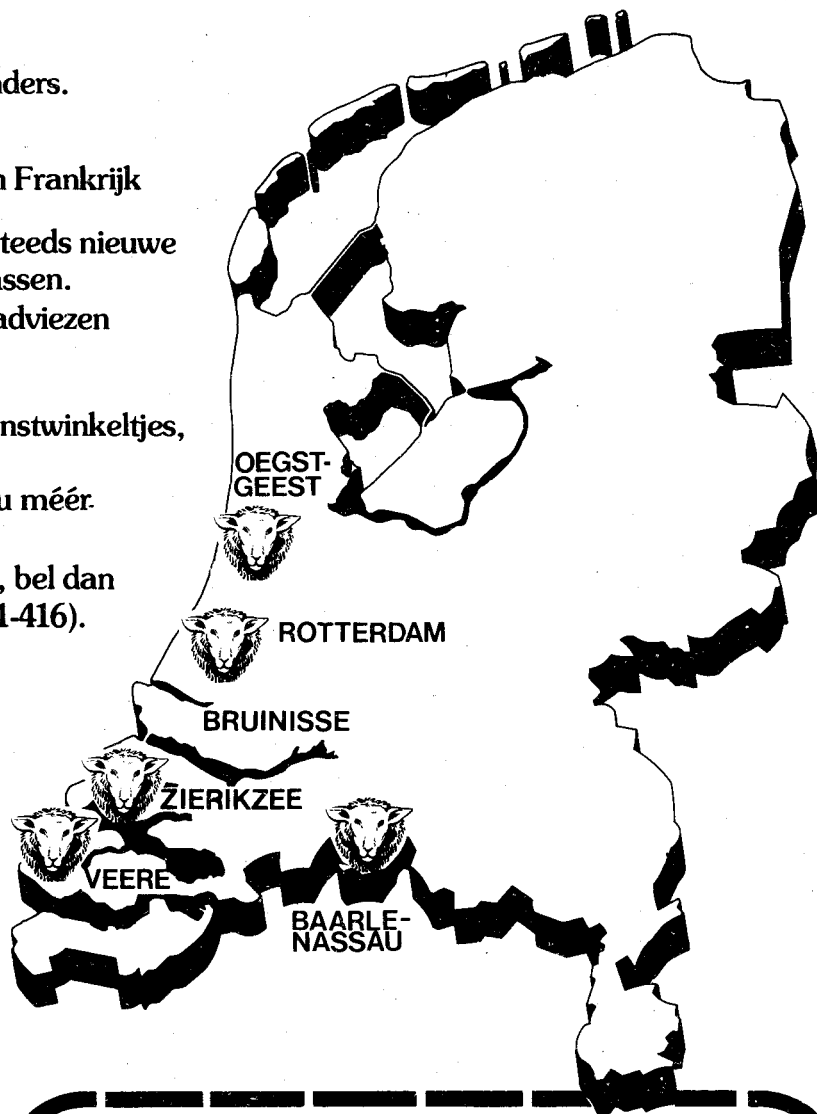 ders.
n Frankrijk
teeds nieuwe
assen.
adviezen
nstwinkeltjes,
u méér
, bel dan
1-416).
OEGST-
GEEST
ROTTERDAM
BRUINISSE
ZIERIKZEE
VEERE
BAARLE-
NASSAU